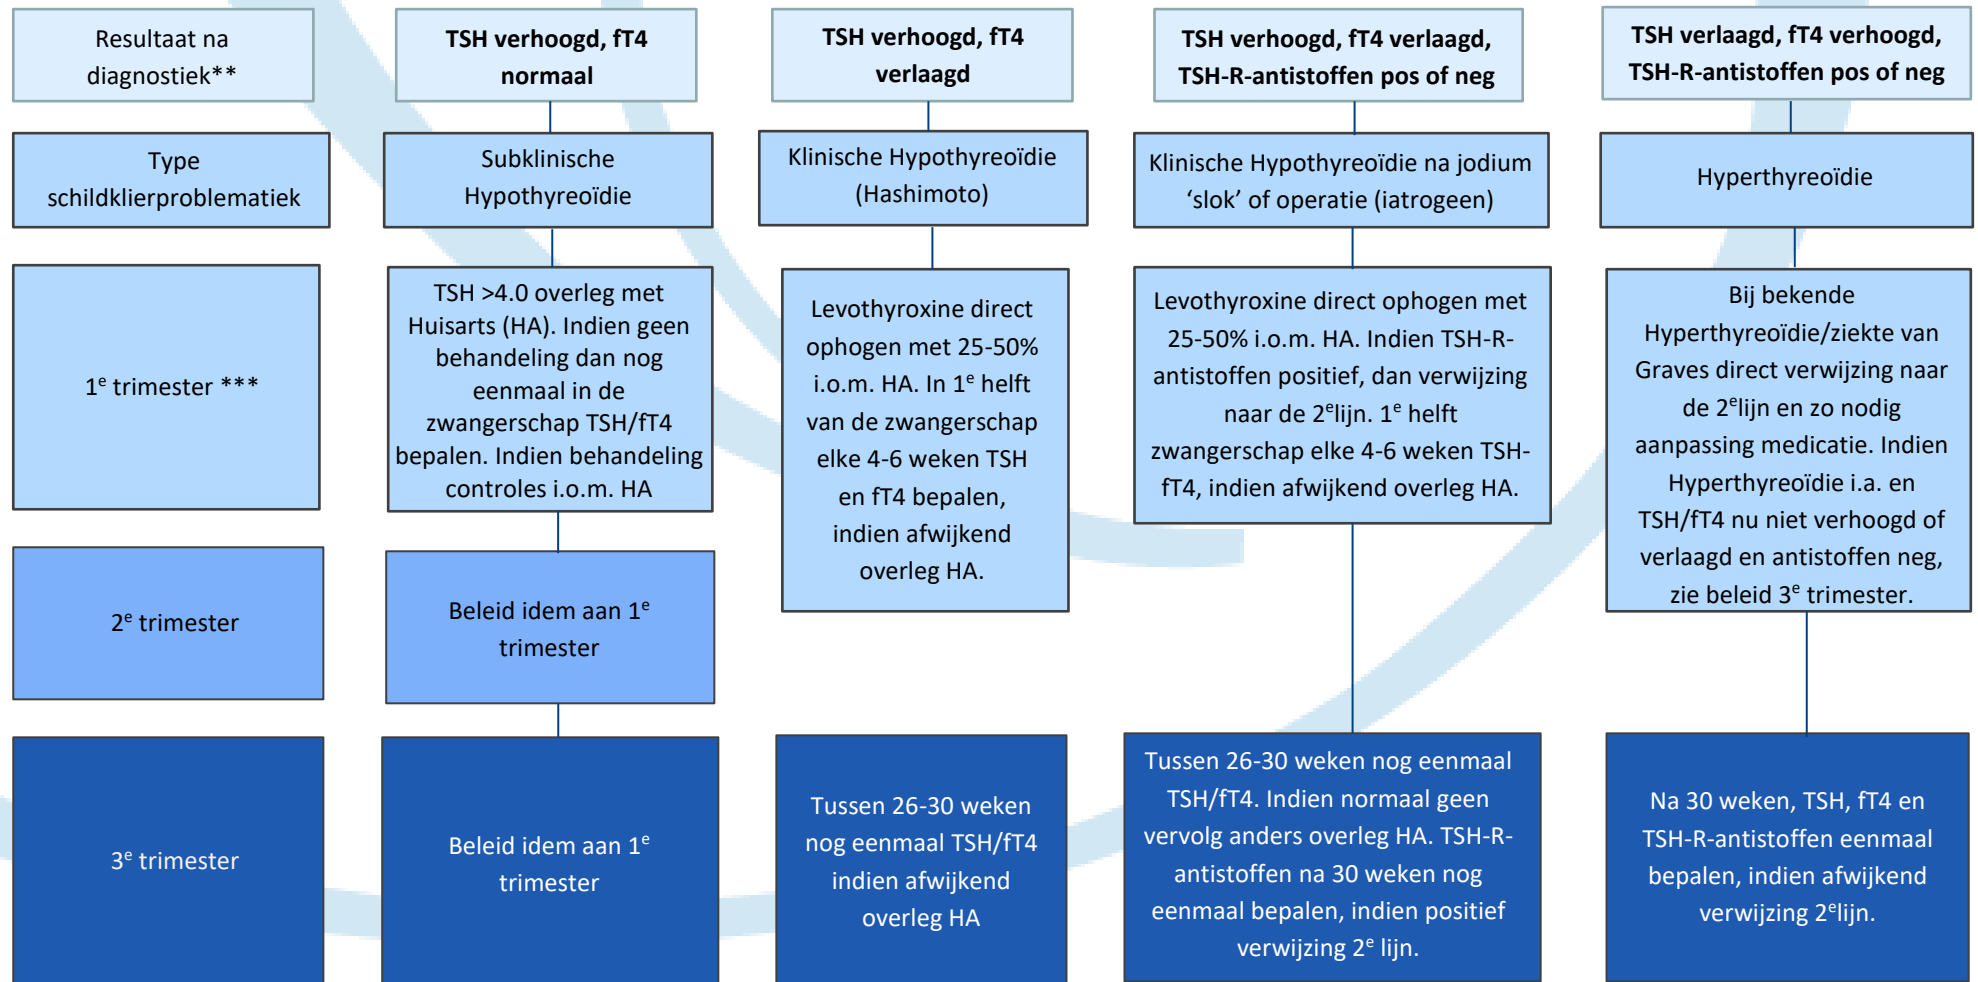 Resultaat na
diagnostiek**
TSH verhoogd, fT4
normaal
TSH verhoogd, fT4
verlaagd
TSH verhoogd, fT4 verlaagd,
TSH-R-antistoffen pos of neg
TSH verlaagd, fT4 verhoogd,
TSH-R-antistoffen pos of neg
Type
schildklierproblematiek
Subklinische
Hypothyreoïdie
Klinische Hypothyreoïdie
(Hashimoto)
Klinische Hypothyreoïdie na jodium
‘slok’ of operatie (iatrogeen)
Hyperthyreoïdie
1e trimester ***
TSH >4.0 overleg met
Huisarts (HA). Indien geen
behandeling dan nog
eenmaal in de
zwangerschap TSH/fT4
bepalen. Indien behandeling
controles i.o.m. HA
Levothyroxine direct
ophogen met 25-50%
i.o.m. HA. In 1e helft
van de zwangerschap
elke 4-6 weken TSH
en fT4 bepalen,
indien afwijkend
overleg HA.
Levothyroxine direct ophogen met
25-50% i.o.m. HA. Indien TSH-R-
antistoffen positief, dan verwijzing
naar de 2elijn. 1e helft
zwangerschap elke 4-6 weken TSH-
fT4, indien afwijkend overleg HA.
Bij bekende
Hyperthyreoïdie/ziekte van
Graves direct verwijzing naar
de 2elijn en zo nodig
aanpassing medicatie. Indien
Hyperthyreoïdie i.a. en
TSH/fT4 nu niet verhoogd of
verlaagd en antistoffen neg,
zie beleid 3e trimester.
2e trimester
Beleid idem aan 1e
trimester
3e trimester
Beleid idem aan 1e
trimester
Tussen 26-30 weken
nog eenmaal TSH/fT4
indien afwijkend
overleg HA
Tussen 26-30 weken nog eenmaal
TSH/fT4. Indien normaal geen
vervolg anders overleg HA. TSH-R-
antistoffen na 30 weken nog
eenmaal bepalen, indien positief
verwijzing 2e lijn.
Na 30 weken, TSH, fT4 en
TSH-R-antistoffen eenmaal
bepalen, indien afwijkend
verwijzing 2elijn.